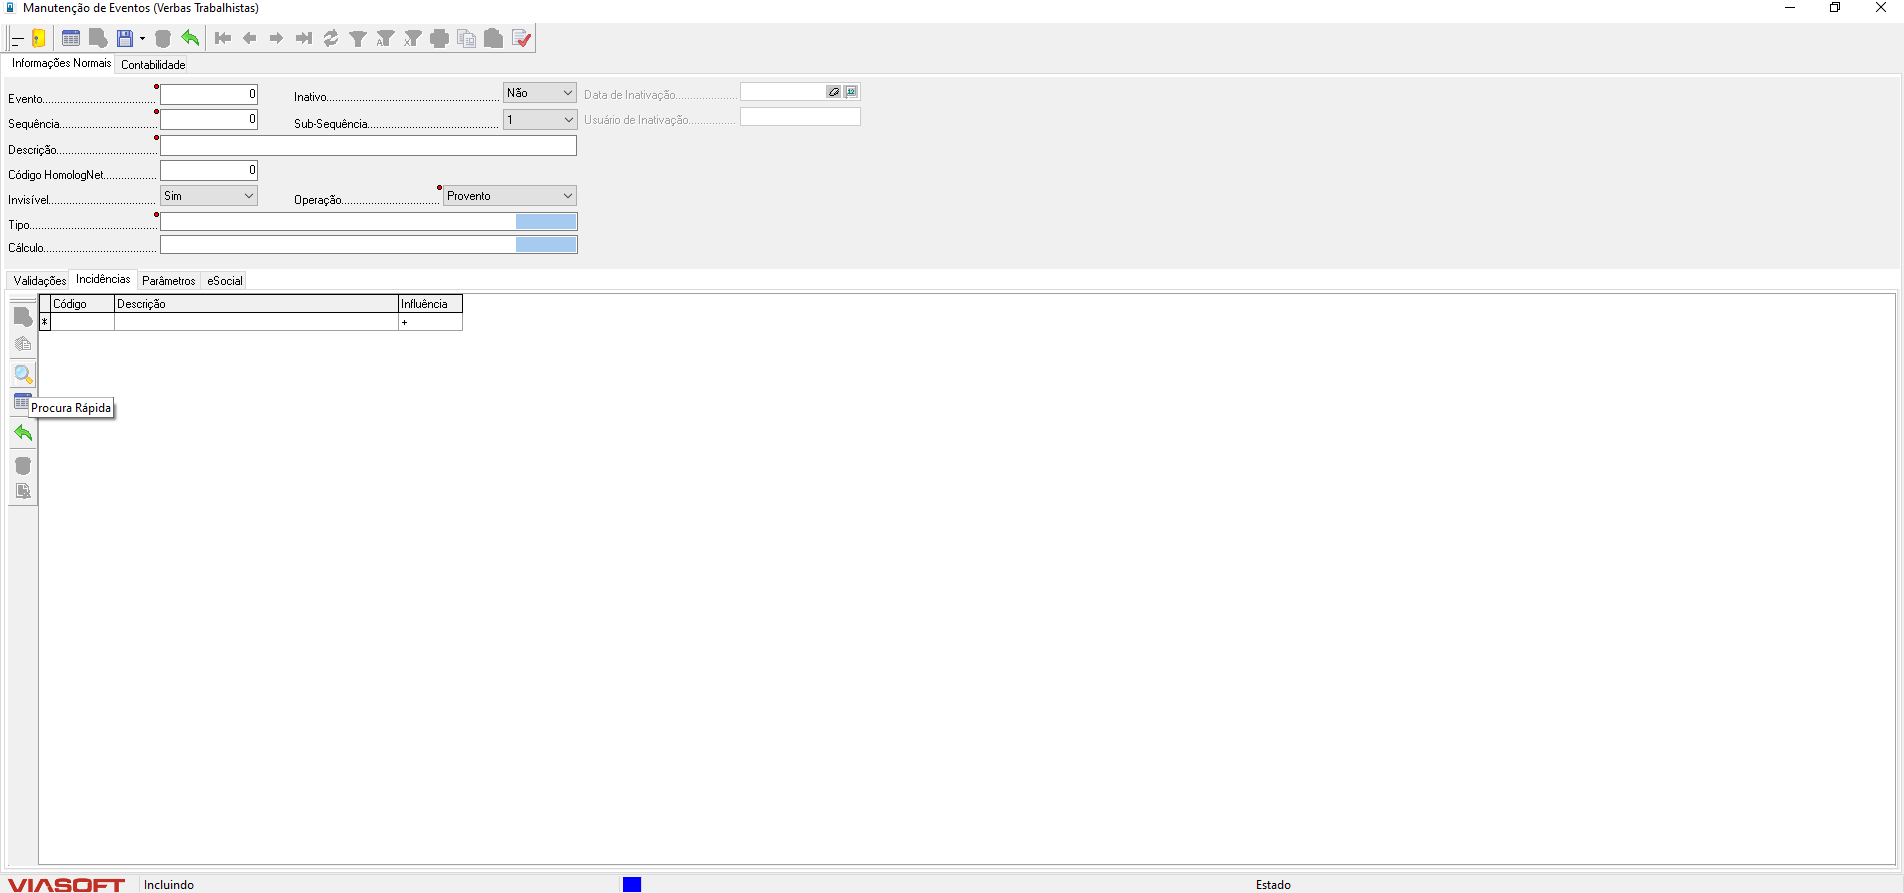 Manutenção de Eventos (Verbas Trabalhistas)
Informações Normais Contabilidade
Evento 0 Inativo Não Data de Inativação
Sequência 0 Sub-Sequência 1 Usuário de Inativação
Descrição
Código HomologNet 0
Invisível Sim Operação Provento
Tipo
Cálculo
Validações Incidências Parâmetros eSocial
Código Descrição Influência
* +
Procura Rápida
VIASOFT Incluindo Estado